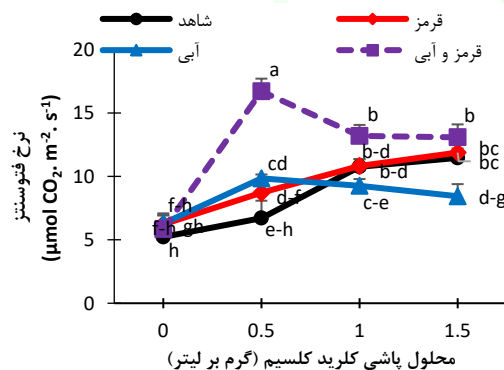 شاهد قرمز
آبی قرمز و آبی
نرخ فتوسنتز
(µmol CO₂. m⁻². s⁻¹)
20
15
10
5
0
a
b
b
cd
b-d
b-d
bc
bc
d-f
c-e
d-g
e-h
f-h
f-h
gh
h
0 0.5 1 1.5
محلول پاشی کلرید کلسیم (گرم بر لیتر)